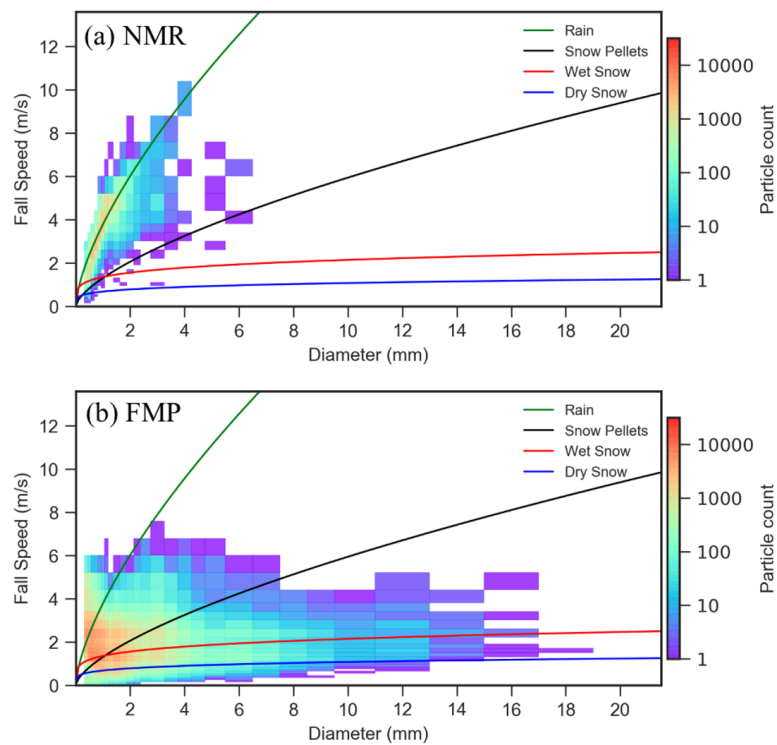 (a) NMR
Rain
Snow Pellets
Wet Snow
Dry Snow
12
10
8
6
4
2
0
Fall Speed (m/s)
2 4 6 8 10 12 14 16 18 20
Diameter (mm)
10000
1000
100
10
1
Particle count
(b) FMP
Rain
Snow Pellets
Wet Snow
Dry Snow
12
10
8
6
4
2
0
Fall Speed (m/s)
2 4 6 8 10 12 14 16 18 20
Diameter (mm)
10000
1000
100
10
1
Particle count